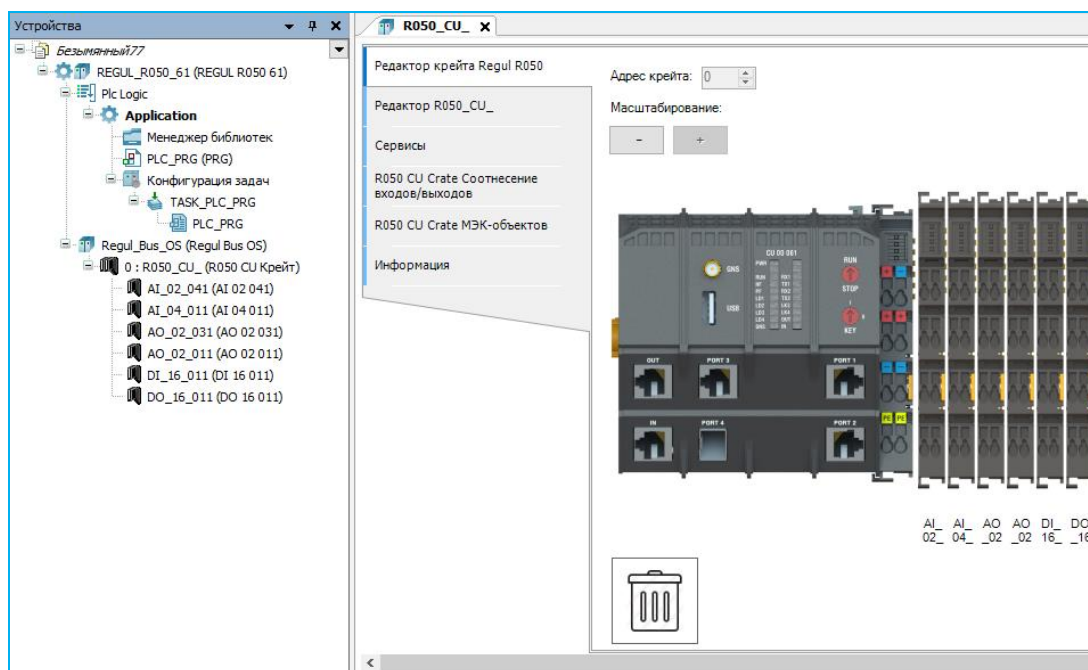 Устройства
Безымянный77
REGUL_R050_61 (REGUL R050 61)
Plc Logic
Application
Менеджер библиотек
PLC_PRG (PRG)
Конфигурация задач
TASK_PLC_PRG
PLC_PRG
Regul_Bus_OS (Regul Bus OS)
0 : R050_CU_ (R050 CU Крейт)
AI_02_041 (AI 02 041)
AI_04_011 (AI 04 011)
AO_02_031 (AO 02 031)
AO_02_011 (AO 02 011)
DI_16_011 (DI 16 011)
DO_16_011 (DO 16 011)
R050_CU_
Редактор крейта Regul R050
Редактор R050_CU_
Сервисы
R050 CU Crate Соотнесение
входов/выходов
R050 CU Crate МЭК-объектов
Информация
Адрес крейта: 0
Масштабирование:
- +
CU 00 061
PWR
RUN RX1
GNS
USB
RUN
STOP
KEY
OUT PORT 3 PORT 1
IN PORT 4 PORT 2
PE PE
AI_ AI_ AO AO DI_ DO
02_ 04_ _02 _02 16_ _16